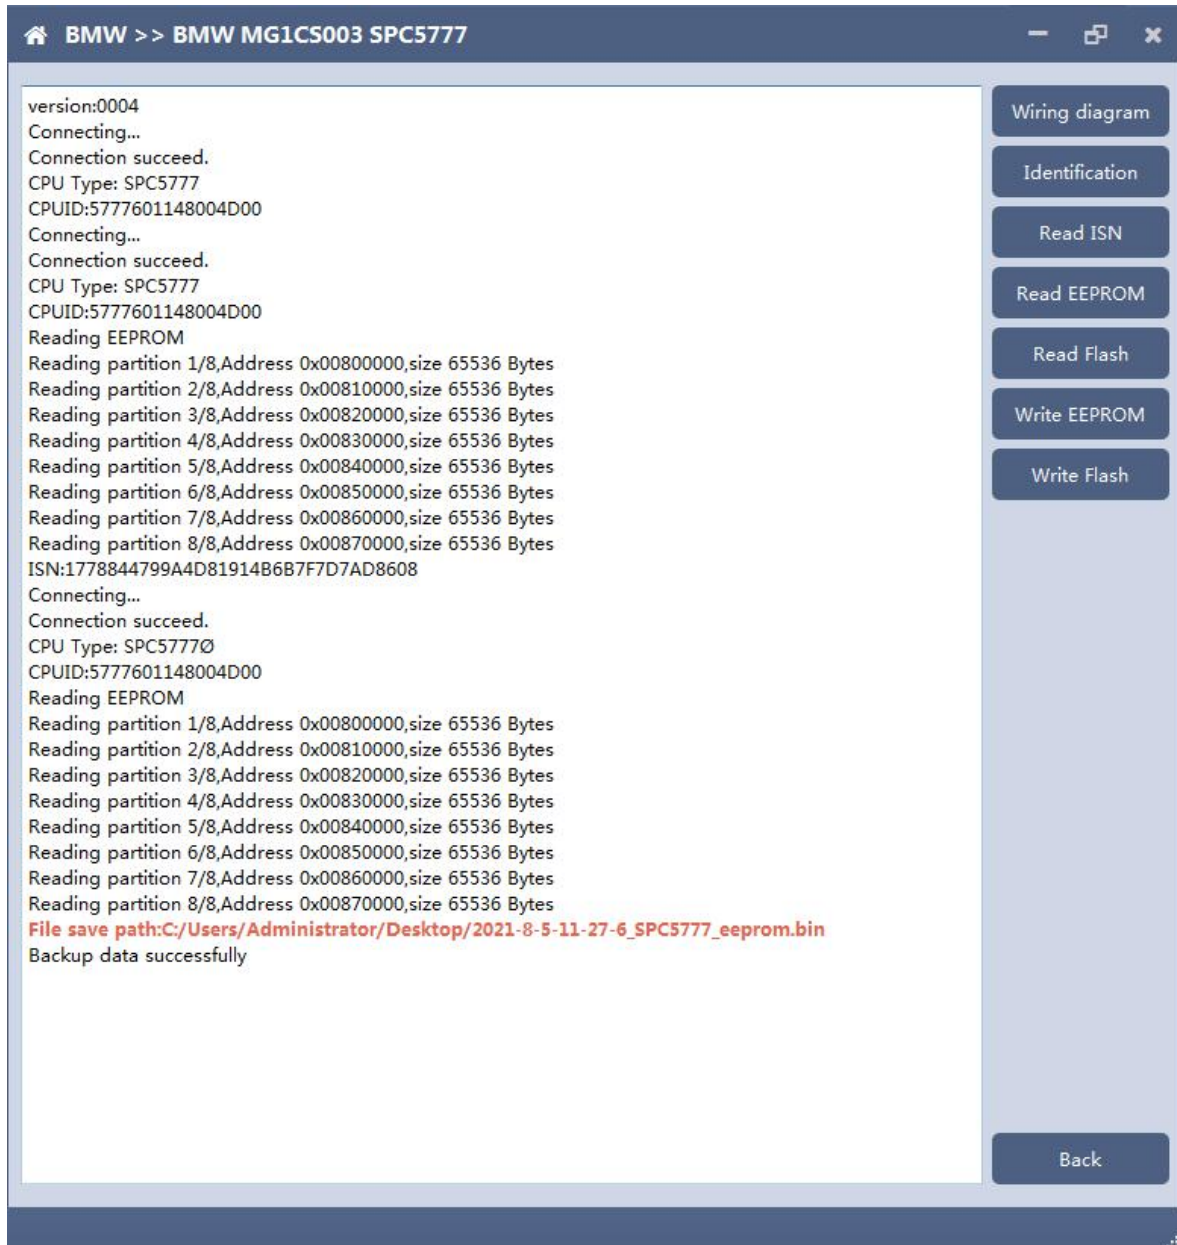 BMW >> BMW MG1CS003 SPC5777
version:0004
Connecting...
Connection succeed.
CPU Type: SPC5777
CPUID:5777601148004D00
Connecting...
Connection succeed.
CPU Type: SPC5777
CPUID:5777601148004D00
Reading EEPROM
Reading partition 1/8,Address 0x00800000,size 65536 Bytes
Reading partition 2/8,Address 0x00810000,size 65536 Bytes
Reading partition 3/8,Address 0x00820000,size 65536 Bytes
Reading partition 4/8,Address 0x00830000,size 65536 Bytes
Reading partition 5/8,Address 0x00840000,size 65536 Bytes
Reading partition 6/8,Address 0x00850000,size 65536 Bytes
Reading partition 7/8,Address 0x00860000,size 65536 Bytes
Reading partition 8/8,Address 0x00870000,size 65536 Bytes
ISN:1778844799A4D81914B6B7F7D7AD8608
Connecting...
Connection succeed.
CPU Type: SPC5777Ø
CPUID:5777601148004D00
Reading EEPROM
Reading partition 1/8,Address 0x00800000,size 65536 Bytes
Reading partition 2/8,Address 0x00810000,size 65536 Bytes
Reading partition 3/8,Address 0x00820000,size 65536 Bytes
Reading partition 4/8,Address 0x00830000,size 65536 Bytes
Reading partition 5/8,Address 0x00840000,size 65536 Bytes
Reading partition 6/8,Address 0x00850000,size 65536 Bytes
Reading partition 7/8,Address 0x00860000,size 65536 Bytes
Reading partition 8/8,Address 0x00870000,size 65536 Bytes
File save path:C:/Users/Administrator/Desktop/2021-8-5-11-27-6_SPC5777_eeprom.bin
Backup data successfully
Wiring diagram
Identification
Read ISN
Read EEPROM
Read Flash
Write EEPROM
Write Flash
Back